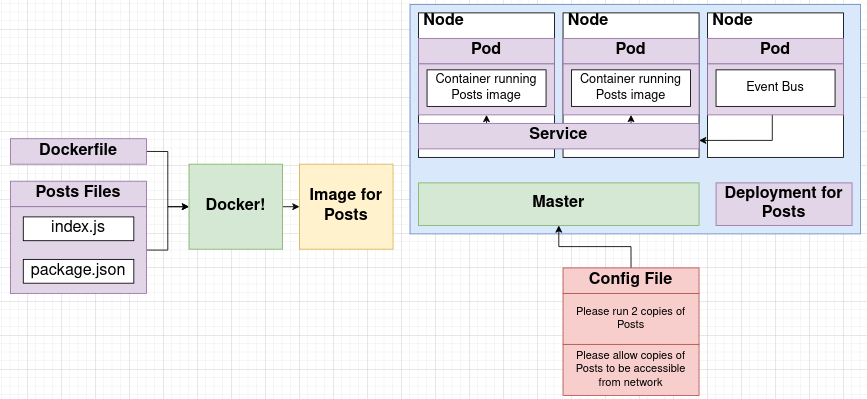 Dockerfile
Posts Files
index.js
package.json
Docker!
Image for
Posts
Node
Pod
Container running
Posts image
Node
Pod
Container running
Posts image
Node
Pod
Event Bus
Service
Master
Deployment for
Posts
Config File
Please run 2 copies of
Posts
Please allow copies of
Posts to be accessible
from network